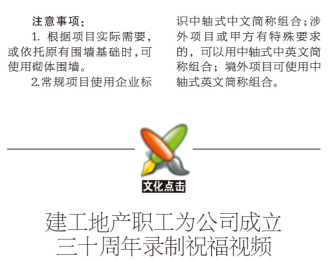 注意事项：
1. 根据项目实际需要，
或依托原有围墙基础时，可
使用砌体围墙。
2.常规项目使用企业标
识中轴式中文简称组合；涉
外项目或甲方有特殊要求
的，可以用中轴式中英文简
称组合；境外项目可使用中
轴式英文简称组合。
文化点击
建工地产职工为公司成立
三十周年录制祝福视频